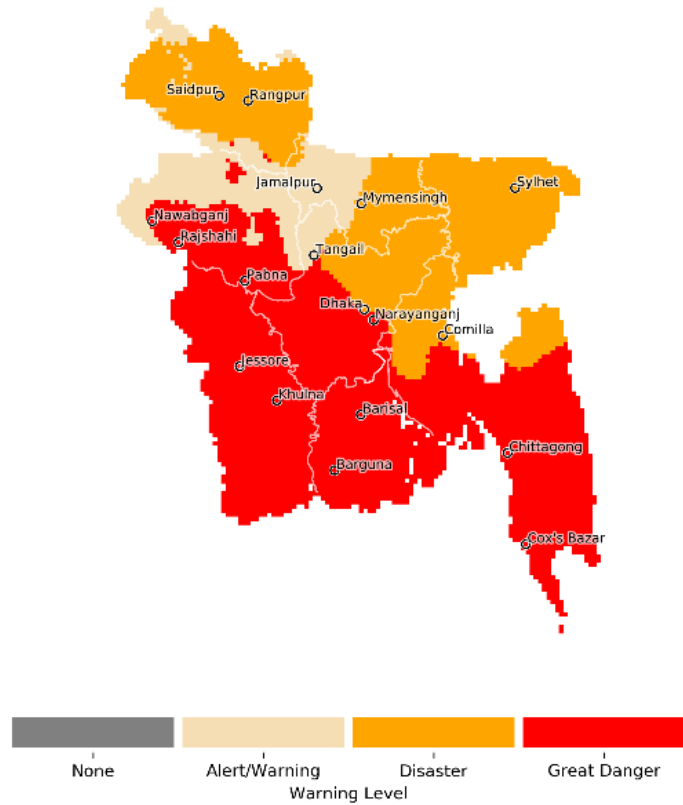 Saidpur
Rangpur
Jamalpur
Sylhet
Mymensingh
Nawabganj
Rajshahi
Tangail
Pabna
Dhaka
Narayanganj
Comilla
Jessore
Khulna
Barisal
Chittagong
Barguna
Cox's Bazar
None
Alert/Warning
Disaster
Great Danger
Warning Level